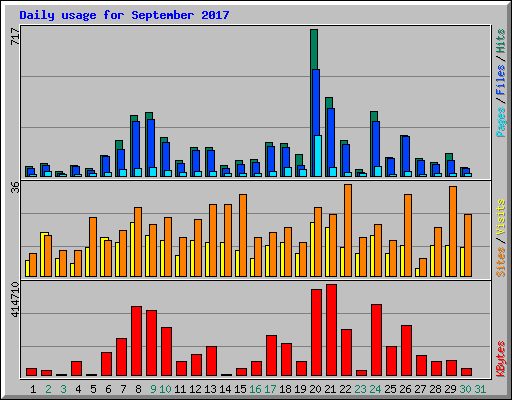 Daily usage for September 2017
717
Pages / Files / Hits
36
Sites / Visits
414710
KBytes
1 2 3 4 5 6 7 8 9 10 11 12 13 14 15 16 17 18 19 20 21 22 23 24 25 26 27 28 29 30 31